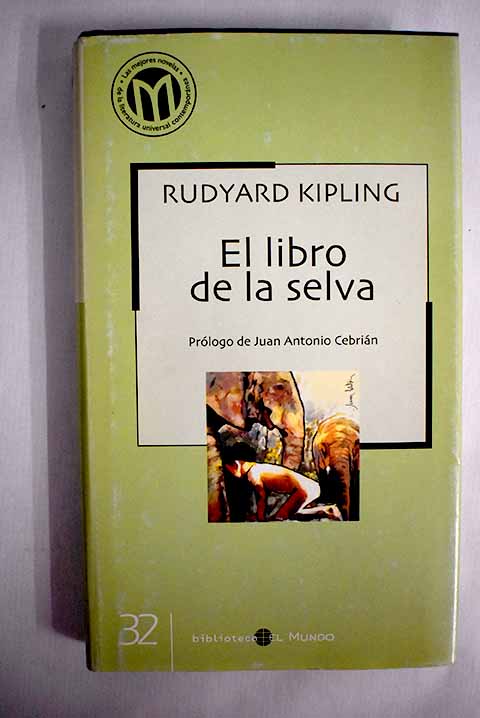 Las mejores novelas
de la literatura universal contemporánea
M
RUDYARD KIPLING
El libro
de la selva
Prólogo de Juan Antonio Cebrián
32
biblioteca EL MUNDO